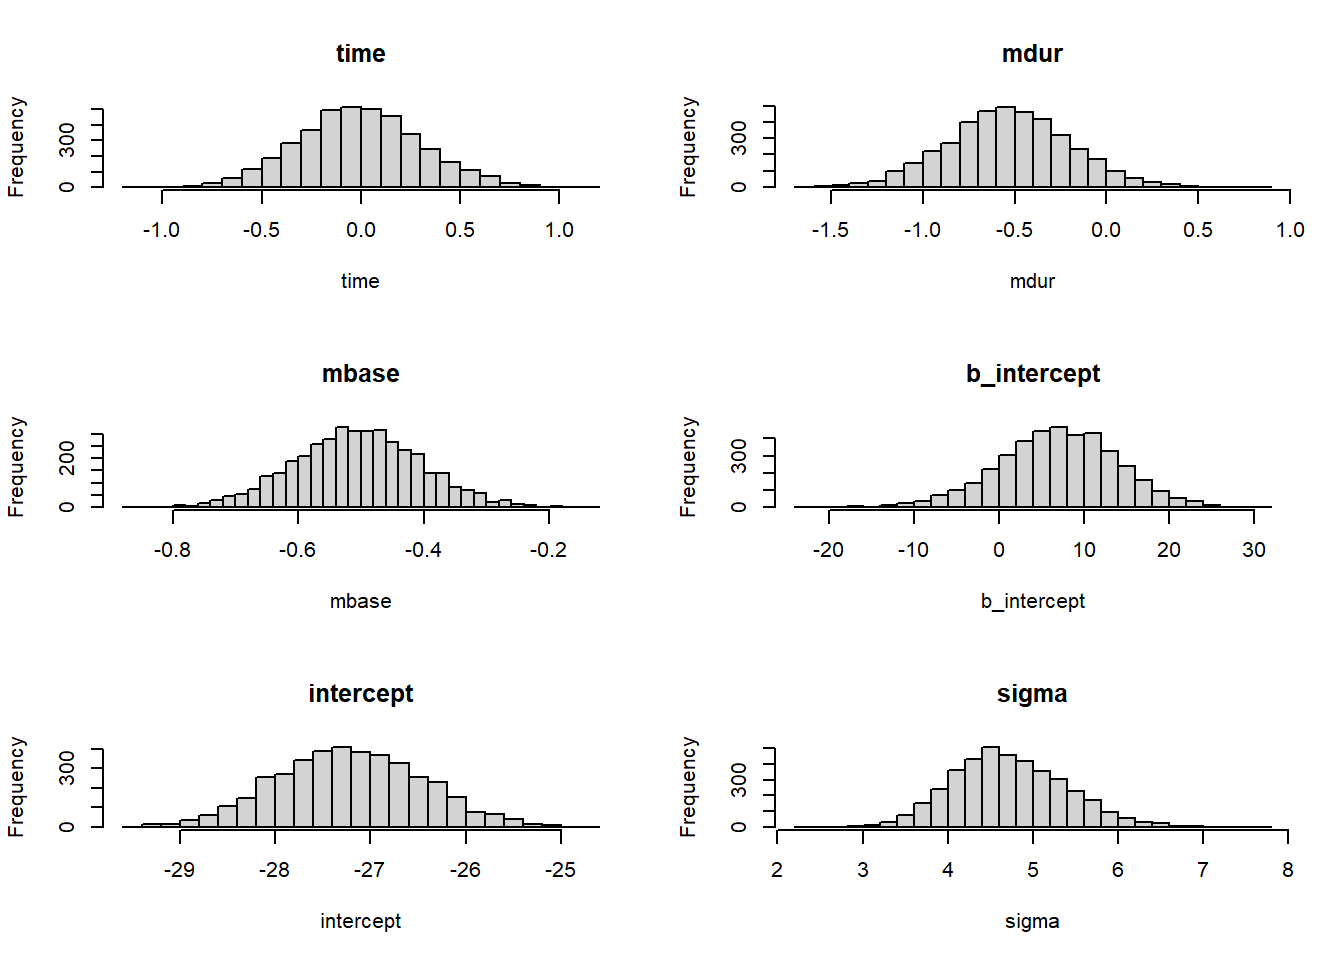 time
Frequency
0
300
-1.0 -0.5 0.0 0.5 1.0
time
mdur
Frequency
0
300
-1.5 -1.0 -0.5 0.0 0.5 1.0
mdur
mbase
Frequency
0
200
-0.8 -0.6 -0.4 -0.2
mbase
b_intercept
Frequency
0
300
-20 -10 0 10 20 30
b_intercept
intercept
Frequency
0
300
-29 -28 -27 -26 -25
intercept
sigma
Frequency
0
300
2 3 4 5 6 7 8
sigma